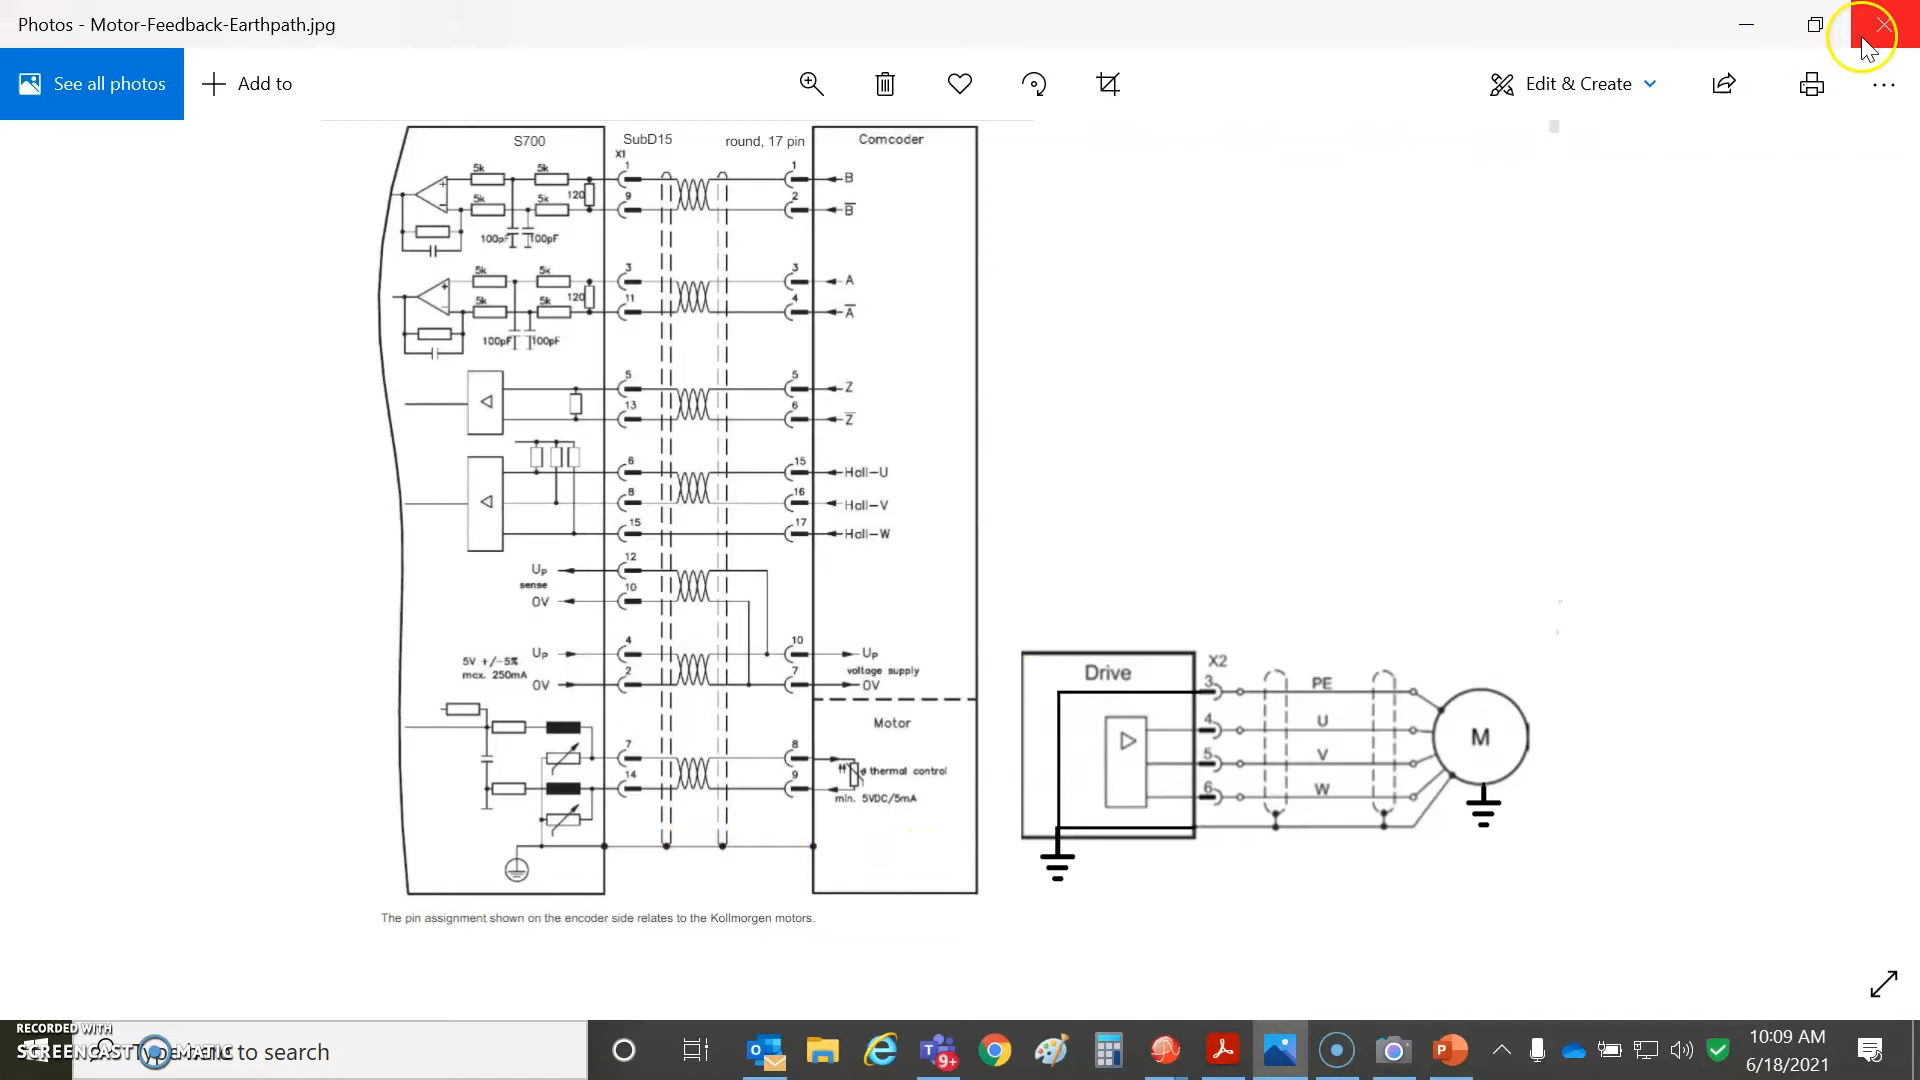 Photos - Motor-Feedback-Earthpath.jpg
See all photos
Add to
Edit & Create
S700
SubD15
round, 17 pin
Comcoder
X1
5k 5k 1 1 B
120
5k 5k 9 2 B̅
100pF 100pF
5k 5k 3 3 A
120
5k 5k 11 4 A̅
100pF 100pF
5 5 Z
13 6 Z̅
6 15 Hall-U
8 16 Hall-V
15 17 Hall-W
UP 12
sense
0V 10
UP 4 10 UP
5V +/-5%
max. 250mA
voltage supply
0V 2 7 0V
Motor
7 8
thermal control
14 9
min. 5VDC/5mA
Drive
X2
3 PE
4 U
5 V
6 W
M
The pin assignment shown on the encoder side relates to the Kollmorgen motors.
RECORDED WITH
SCREENCAST MATIC
Type here to search
9+
10:09 AM
6/18/2021